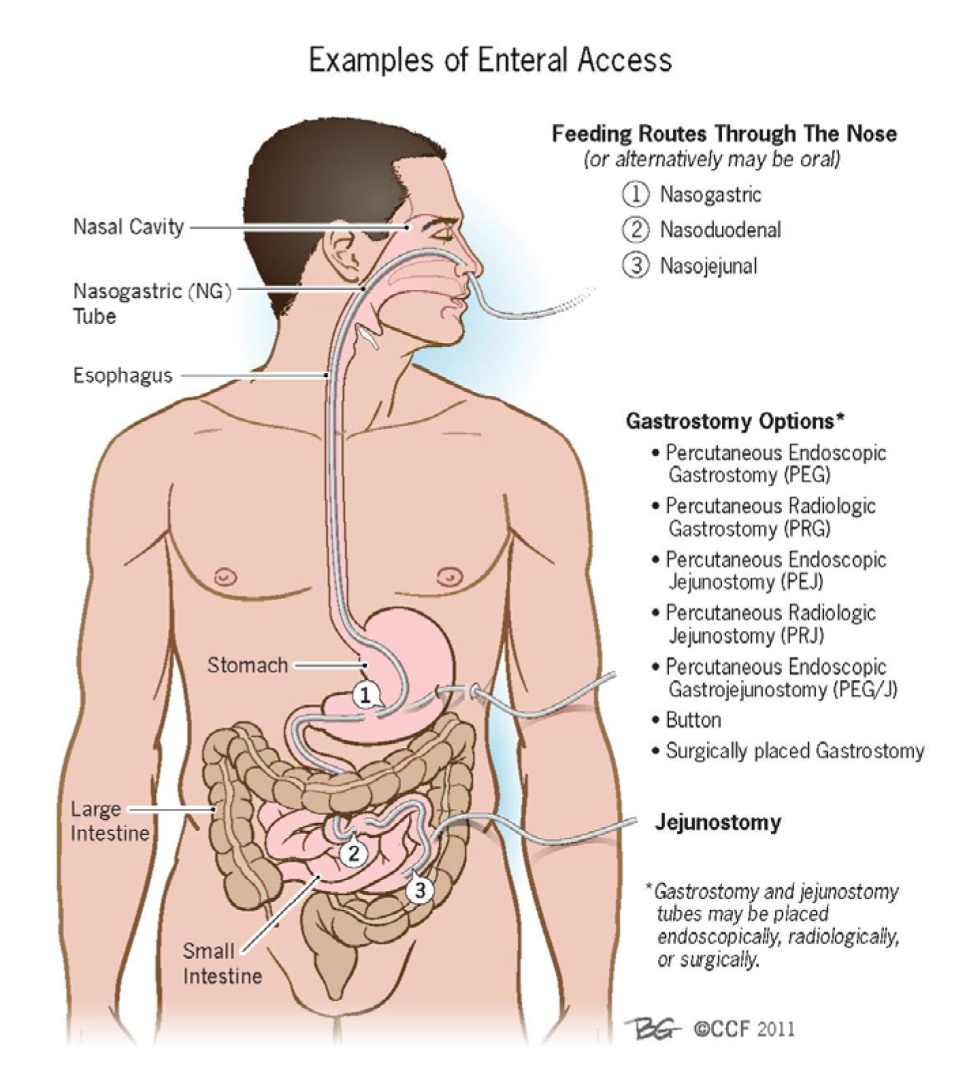 Examples of Enteral Access
Feeding Routes Through The Nose
(or alternatively may be oral)
1 Nasogastric
2 Nasoduodenal
3 Nasojejunal
Nasal Cavity
Nasogastric (NG)
Tube
Esophagus
Gastrostomy Options*
• Percutaneous Endoscopic
Gastrostomy (PEG)
• Percutaneous Radiologic
Gastrostomy (PRG)
• Percutaneous Endoscopic
Jejunostomy (PEJ)
• Percutaneous Radiologic
Jejunostomy (PRJ)
• Percutaneous Endoscopic
Gastrojejunostomy (PEG/J)
• Button
• Surgically placed Gastrostomy
Stomach
1
Large
Intestine
2
3
Small
Intestine
Jejunostomy
*Gastrostomy and jejunostomy
tubes may be placed
endoscopically, radiologically,
or surgically.
BG ©CCF 2011